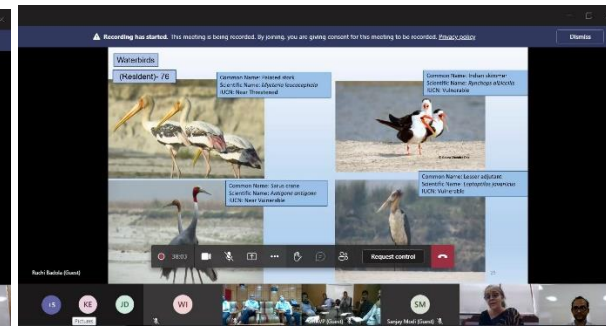 Recording has started. This meeting is being recorded. By joining, you are giving consent for this meeting to be recorded. Privacy policy
Dismiss
Waterbirds
(Resident)- 76
Common Name: Painted stork
Scientific Name: Mysteria leucocephala
IUCN: Near Threatened
Common Name: Indian skimmer
Scientific Name: Rynchops albicollis
IUCN: Vulnerable
Common Name: Sarus crane
Scientific Name: Antigone antigone
IUCN: Near Vulnerable
Common Name: Lesser adjutant
Scientific Name: Leptoptilos javanicus
IUCN: Vulnerable
38:03
Request control
Ruchi Badola (Guest)
KE
JD
WI
SM
(Guest)
Sanjay Modi (Guest)